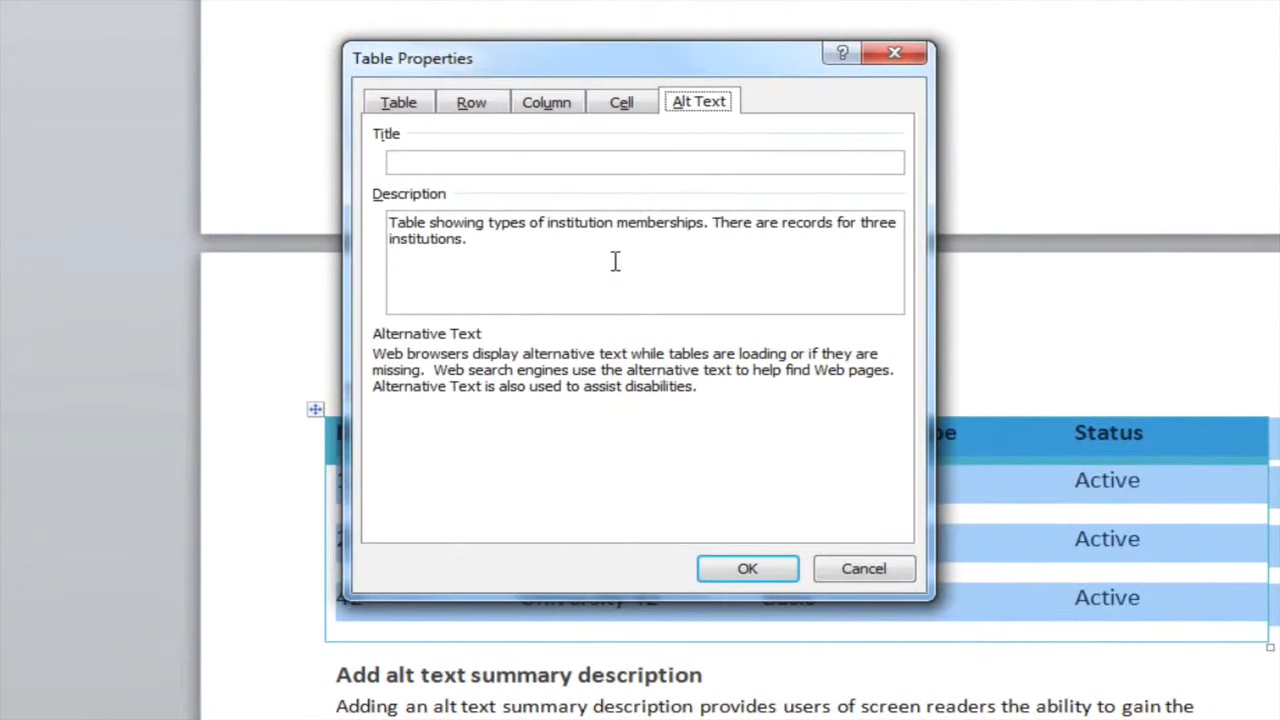 Table Properties
?
Table Row Column Cell Alt Text
Title
Description
Table showing types of institution memberships. There are records for three
institutions.
Alternative Text
Web browsers display alternative text while tables are loading or if they are
missing. Web search engines use the alternative text to help find Web pages.
Alternative Text is also used to assist disabilities.
OK Cancel
Status
Active
Active
42 University 42 Basic Active
Add alt text summary description
Adding an alt text summary description provides users of screen readers the ability to gain the